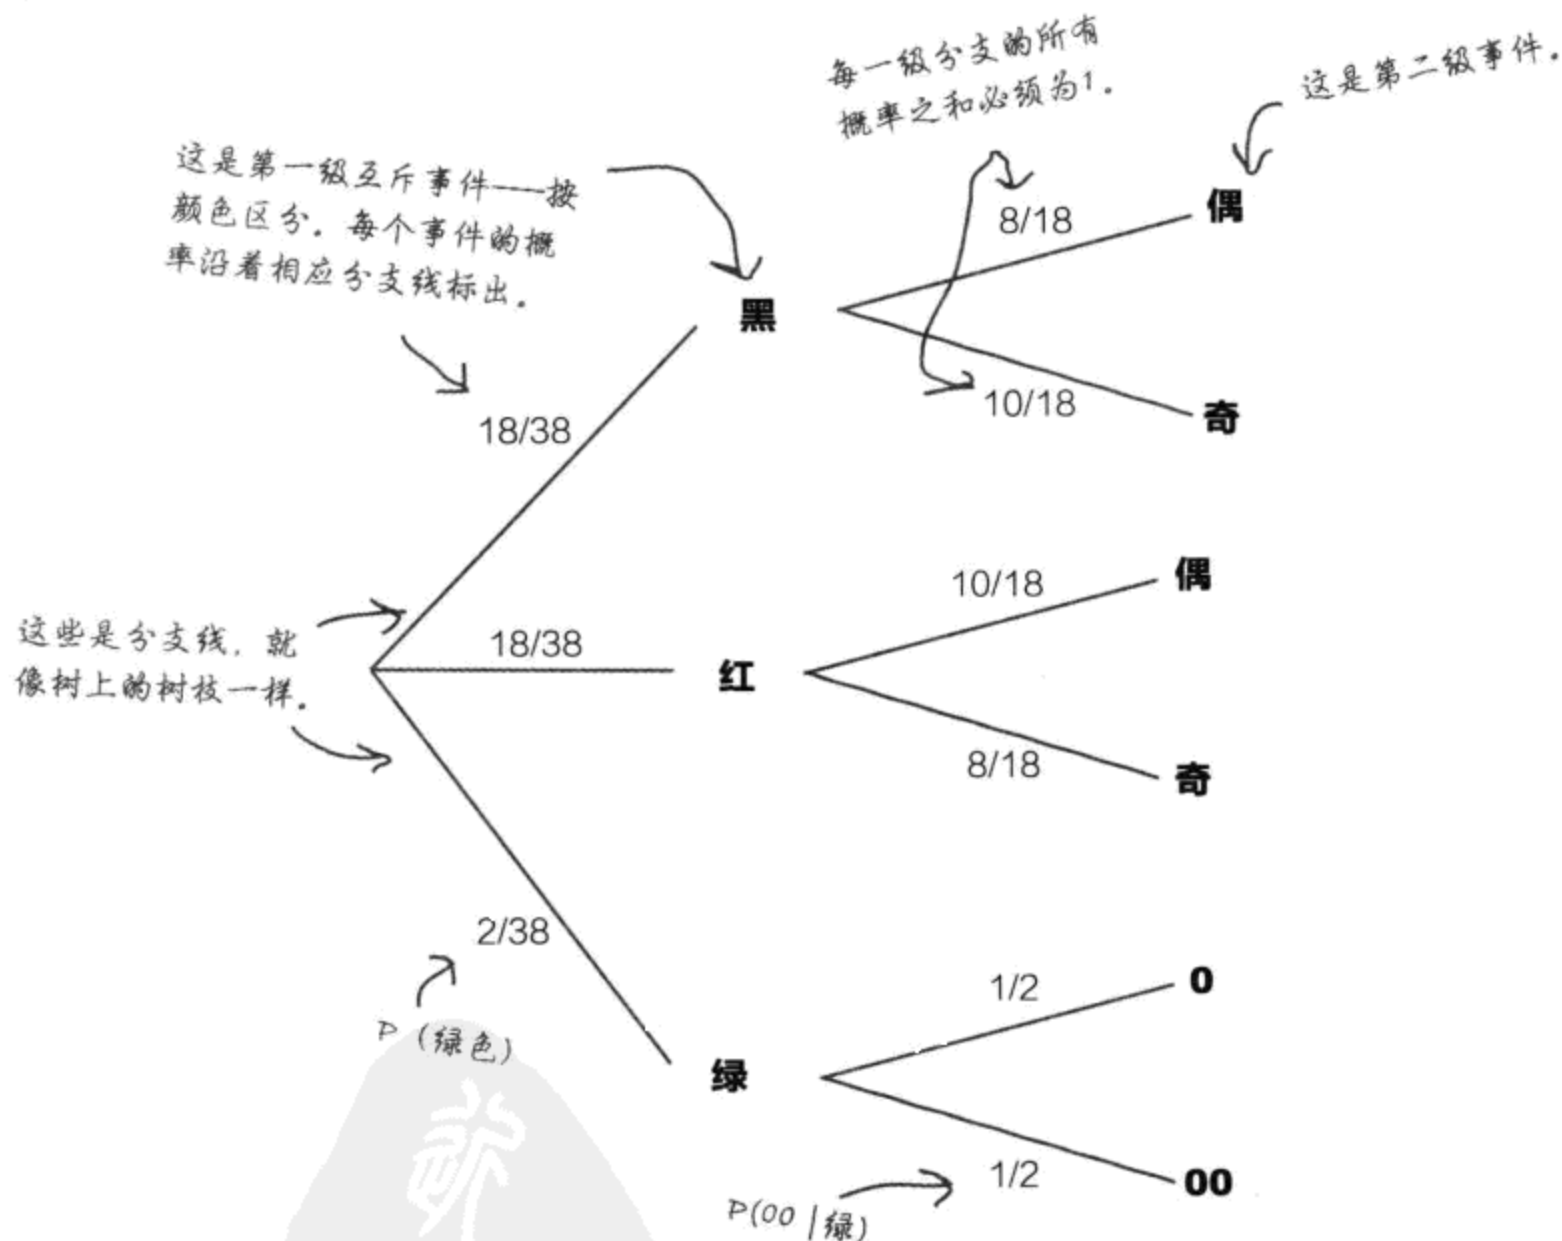 每一级分支的所有
概率之和必须为1。
这是第二级事件。
这是第一级互斥事件——按
颜色区分。每个事件的概
率沿着相应分支线标出。
8/18
偶
黑
10/18
奇
18/38
10/18
偶
这些是分支线，就
像树上的树枝一样。
18/38
红
8/18
奇
2/38
P（绿色）
1/2
0
绿
1/2
00
P(00 | 绿)